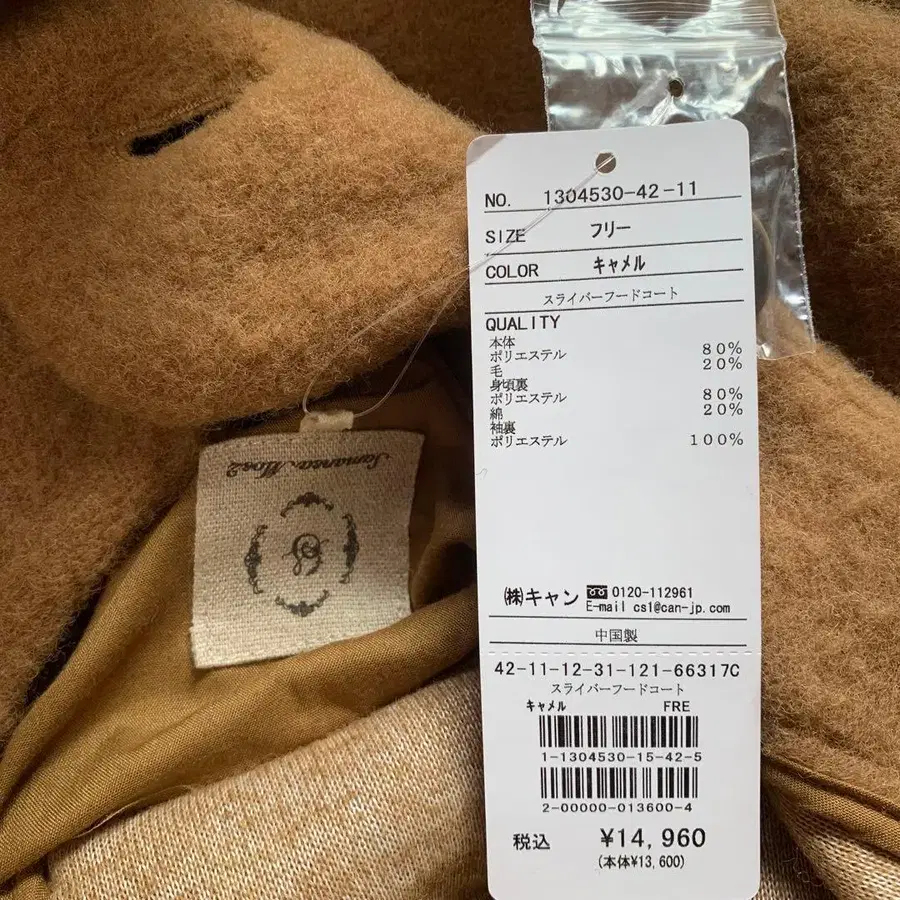 NO. 1304530-42-11
SIZE フリー
COLOR キャメル
スライバーフードコート
QUALITY
本体
ポリエステル 80%
毛 20%
身頃裏
ポリエステル 80%
綿 20%
袖裏
ポリエステル 100%
㈱キャン 0120-112961
E-mail cs1@can-jp.com
中国製
42-11-12-31-121-66317C
スライバーフードコート
キャメル FRE
1-1304530-15-42-5
2-00000-013600-4
税込 ¥14,960
(本体¥13,600)
Samansa Mos2